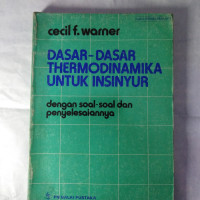 cecil f. warner
DASAR-DASAR
THERMODINAMIKA
UNTUK INSINYUR
dengan soal-soal dan
penyelesaiannya